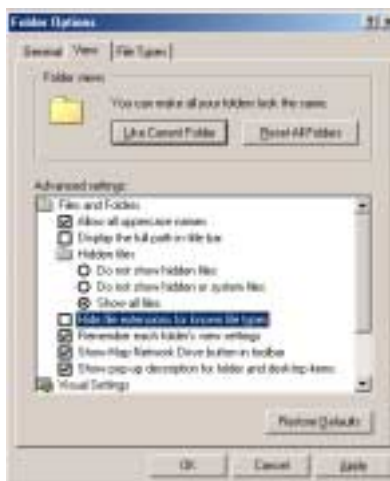 Folder Options
General View File Types
Folder views
You can make all your folders look the same.
Like Current Folder Reset All Folders
Advanced settings:
Files and Folders
Allow all uppercase names
Display the full path in title bar
Hidden files
Do not show hidden files
Do not show hidden or system files
Show all files
Hide file extensions for known file types
Remember each folder's view settings
Show Map Network Drive button in toolbar
Show pop-up description for folder and desktop items
Visual Settings
Restore Defaults
OK Cancel Apply